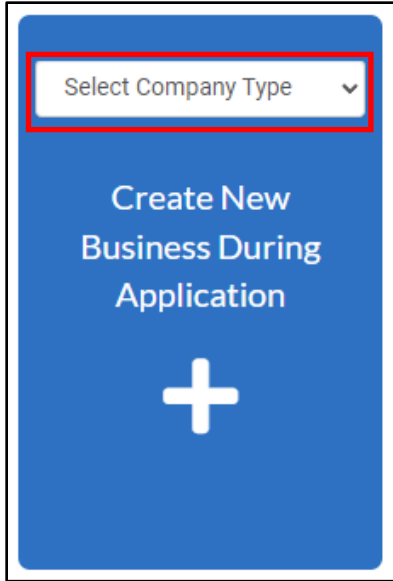 Select Company Type
Create New
Business During
Application